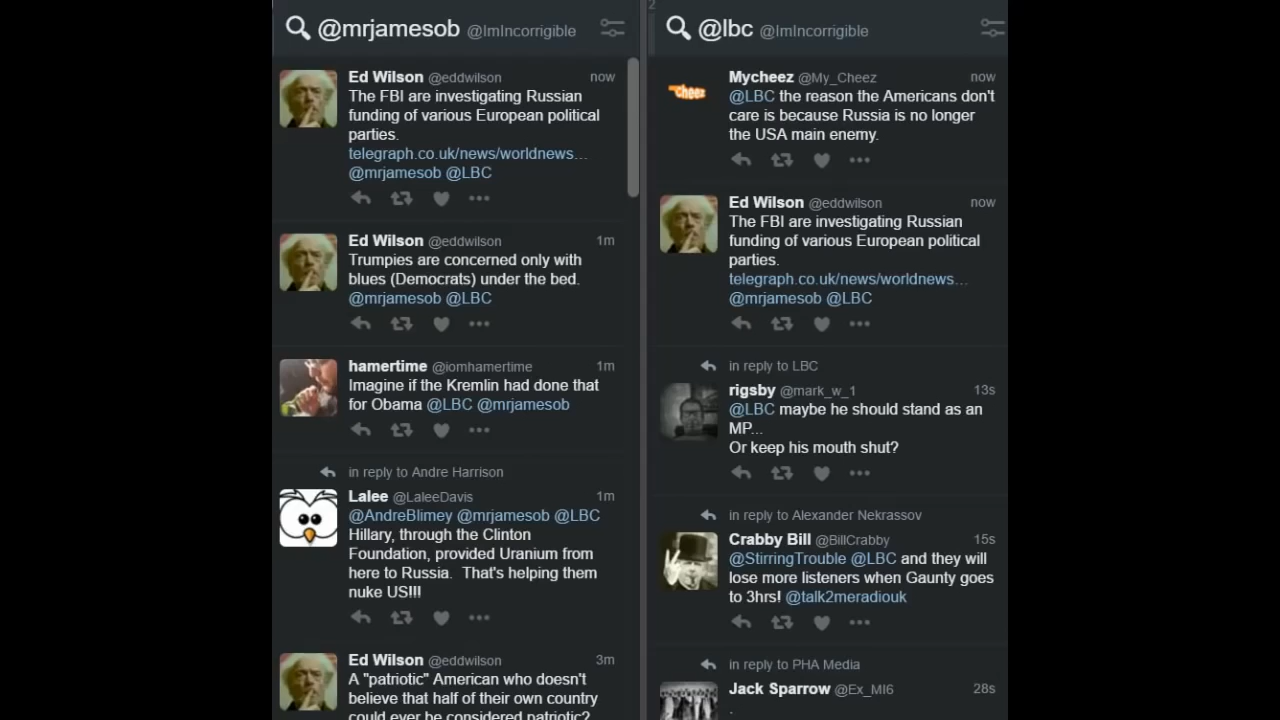 @mrjamesob @ImIncorrigible
Ed Wilson @eddwilson now
The FBI are investigating Russian
funding of various European political
parties.
telegraph.co.uk/news/worldnews…
@mrjamesob @LBC
Ed Wilson @eddwilson 1m
Trumpies are concerned only with
blues (Democrats) under the bed.
@mrjamesob @LBC
hamertime @iomhamertime 1m
Imagine if the Kremlin had done that
for Obama @LBC @mrjamesob
in reply to Andre Harrison
Lalee @LaleeDavis 1m
@AndreBlimey @mrjamesob @LBC
Hillary, through the Clinton
Foundation, provided Uranium from
here to Russia. That's helping them
nuke US!!!
Ed Wilson @eddwilson 3m
A "patriotic" American who doesn't
believe that half of their own country
could ever be considered patriotic?
2
@lbc @ImIncorrigible
Cheez
Mycheez @My_Cheez now
@LBC the reason the Americans don't
care is because Russia is no longer
the USA main enemy.
Ed Wilson @eddwilson now
The FBI are investigating Russian
funding of various European political
parties.
telegraph.co.uk/news/worldnews…
@mrjamesob @LBC
in reply to LBC
rigsby @mark_w_1 13s
@LBC maybe he should stand as an
MP...
Or keep his mouth shut?
in reply to Alexander Nekrassov
Crabby Bill @BillCrabby 15s
@StirringTrouble @LBC and they will
lose more listeners when Gaunty goes
to 3hrs! @talk2meradiouk
in reply to PHA Media
Jack Sparrow @Ex_MI6 28s
.